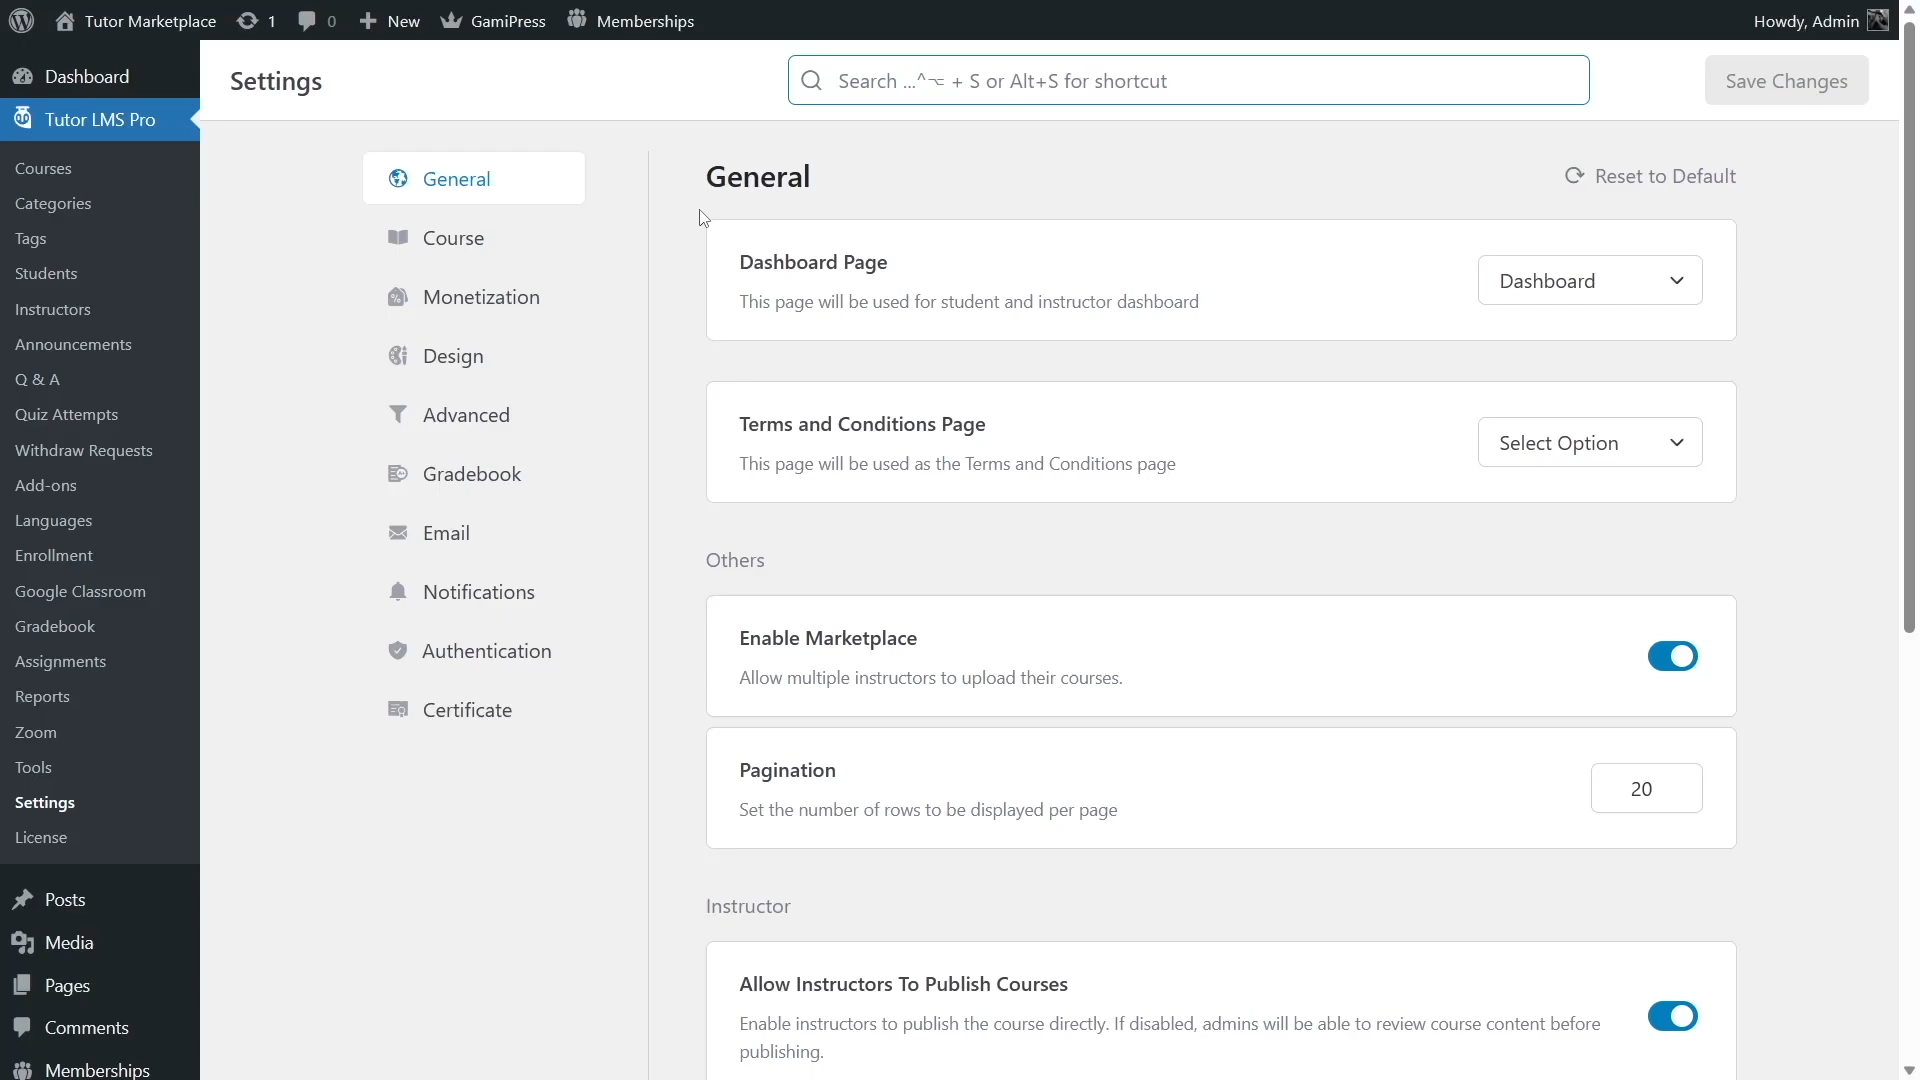 Tutor Marketplace
1
0
New
GamiPress
Memberships
Howdy, Admin
Dashboard
Tutor LMS Pro
Courses
Categories
Tags
Students
Instructors
Announcements
Q & A
Quiz Attempts
Withdraw Requests
Add-ons
Languages
Enrollment
Google Classroom
Gradebook
Assignments
Reports
Zoom
Tools
Settings
License
Posts
Media
Pages
Comments
Memberships
Settings
Search ...^⌥ + S or Alt+S for shortcut
Save Changes
General
Course
Monetization
Design
Advanced
Gradebook
Email
Notifications
Authentication
Certificate
General
Reset to Default
Dashboard Page
This page will be used for student and instructor dashboard
Dashboard
Terms and Conditions Page
This page will be used as the Terms and Conditions page
Select Option
Others
Enable Marketplace
Allow multiple instructors to upload their courses.
Pagination
Set the number of rows to be displayed per page
20
Instructor
Allow Instructors To Publish Courses
Enable instructors to publish the course directly. If disabled, admins will be able to review course content before
publishing.